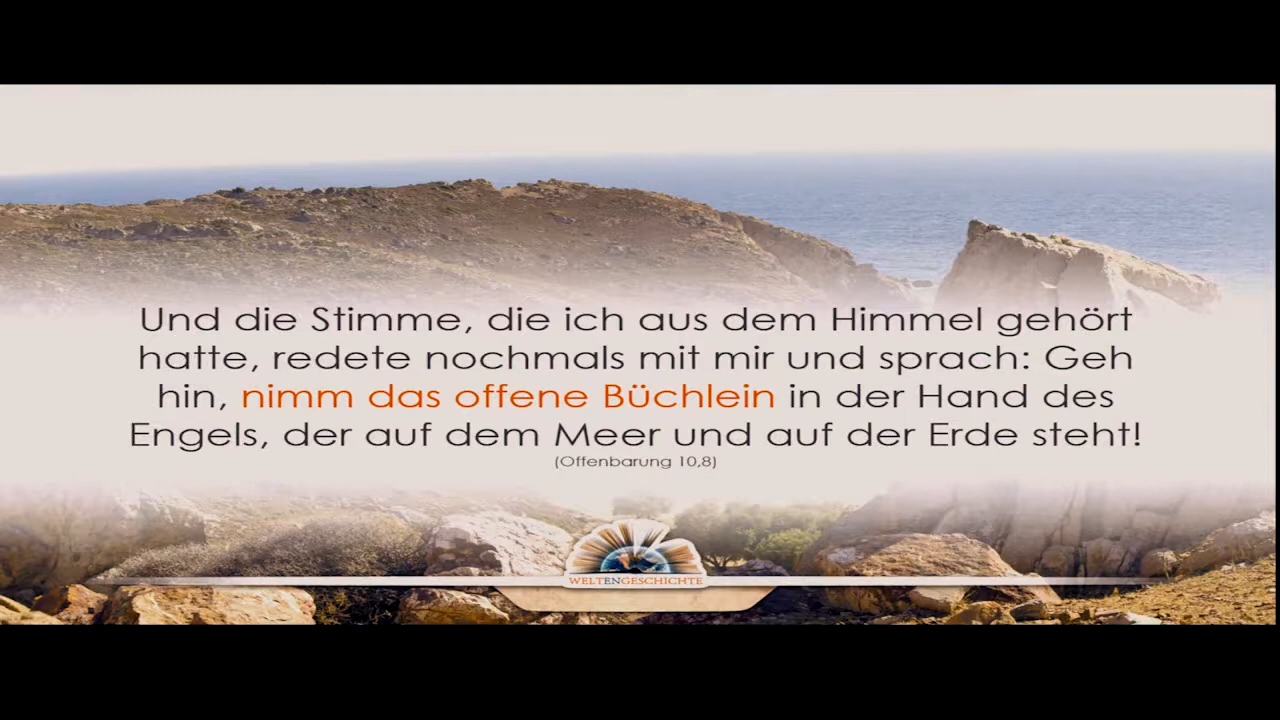 Und die Stimme, die ich aus dem Himmel gehört
hatte, redete nochmals mit mir und sprach: Geh
hin, nimm das offene Büchlein in der Hand des
Engels, der auf dem Meer und auf der Erde steht!
(Offenbarung 10,8)
WELTENGESCHICHTE